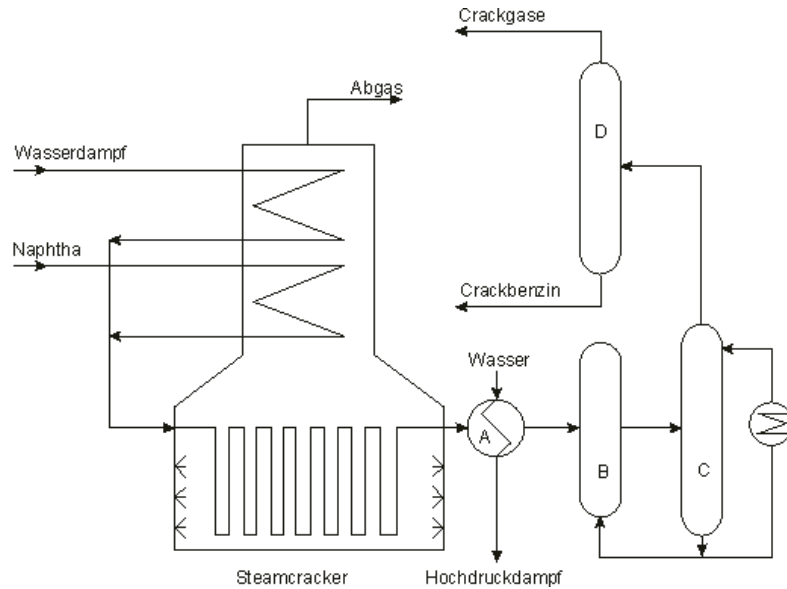 Crackgase
Abgas
D
Wasserdampf
Naphtha
Crackbenzin
Wasser
A
B
C
Steamcracker
Hochdruckdampf